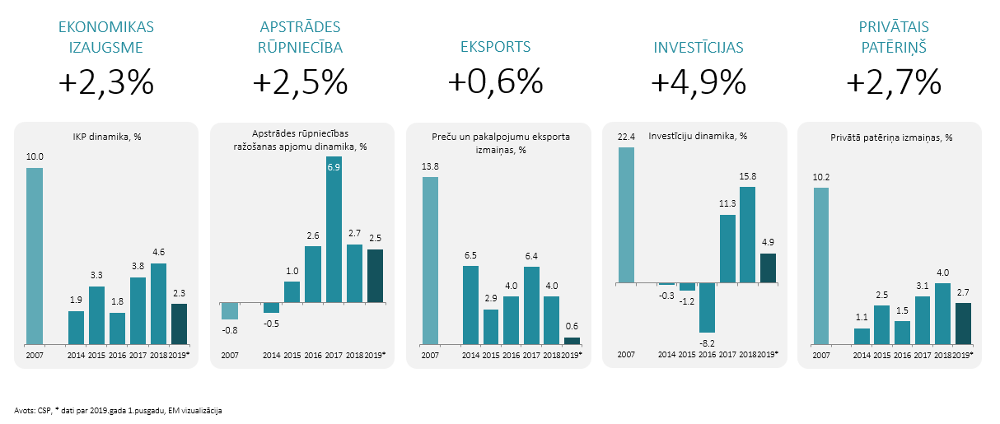 EKONOMIKAS
IZAUGSME
+2,3%
IKP dinamika, %
10.0
1.9
3.3
1.8
3.8
4.6
2.3
2007 2014 2015 2016 2017 2018 2019*
APSTRĀDES
RŪPNIECĪBA
+2,5%
Apstrādes rūpniecības
ražošanas apjomu dinamika, %
-0.8
-0.5
1.0
2.6
6.9
2.7
2.5
2007 2014 2015 2016 2017 2018 2019*
EKSPORTS
+0,6%
Preču un pakalpojumu eksporta
izmaiņas, %
13.8
6.5
2.9
4.0
6.4
4.0
0.6
2007 2014 2015 2016 2017 2018 2019*
INVESTĪCIJAS
+4,9%
Investīciju dinamika, %
22.4
-0.3
-1.2
-8.2
11.3
15.8
4.9
2007 2014 2015 2016 2017 2018 2019*
PRIVĀTAIS
PATĒRIŅŠ
+2,7%
Privātā patēriņa izmaiņas, %
10.2
1.1
2.5
1.5
3.1
4.0
2.7
2007 2014 2015 2016 2017 2018 2019*
Avots: CSP, * dati par 2019.gada 1.pusgadu, EM vizualizācija